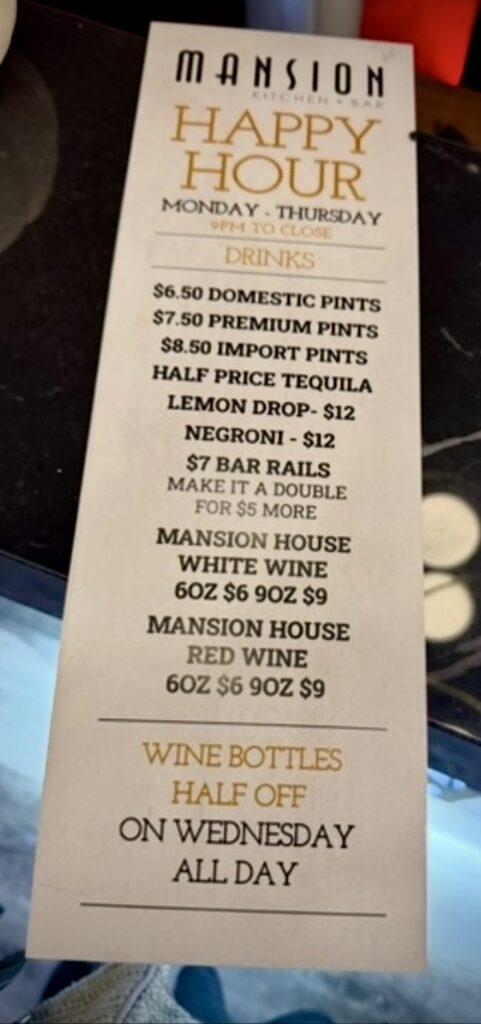 MANSION
KITCHEN + BAR
HAPPY
HOUR
MONDAY - THURSDAY
9PM TO CLOSE
DRINKS
$6.50 DOMESTIC PINTS
$7.50 PREMIUM PINTS
$8.50 IMPORT PINTS
HALF PRICE TEQUILA
LEMON DROP- $12
NEGRONI - $12
$7 BAR RAILS
MAKE IT A DOUBLE
FOR $5 MORE
MANSION HOUSE
WHITE WINE
6OZ $6 9OZ $9
MANSION HOUSE
RED WINE
6OZ $6 9OZ $9
WINE BOTTLES
HALF OFF
ON WEDNESDAY
ALL DAY